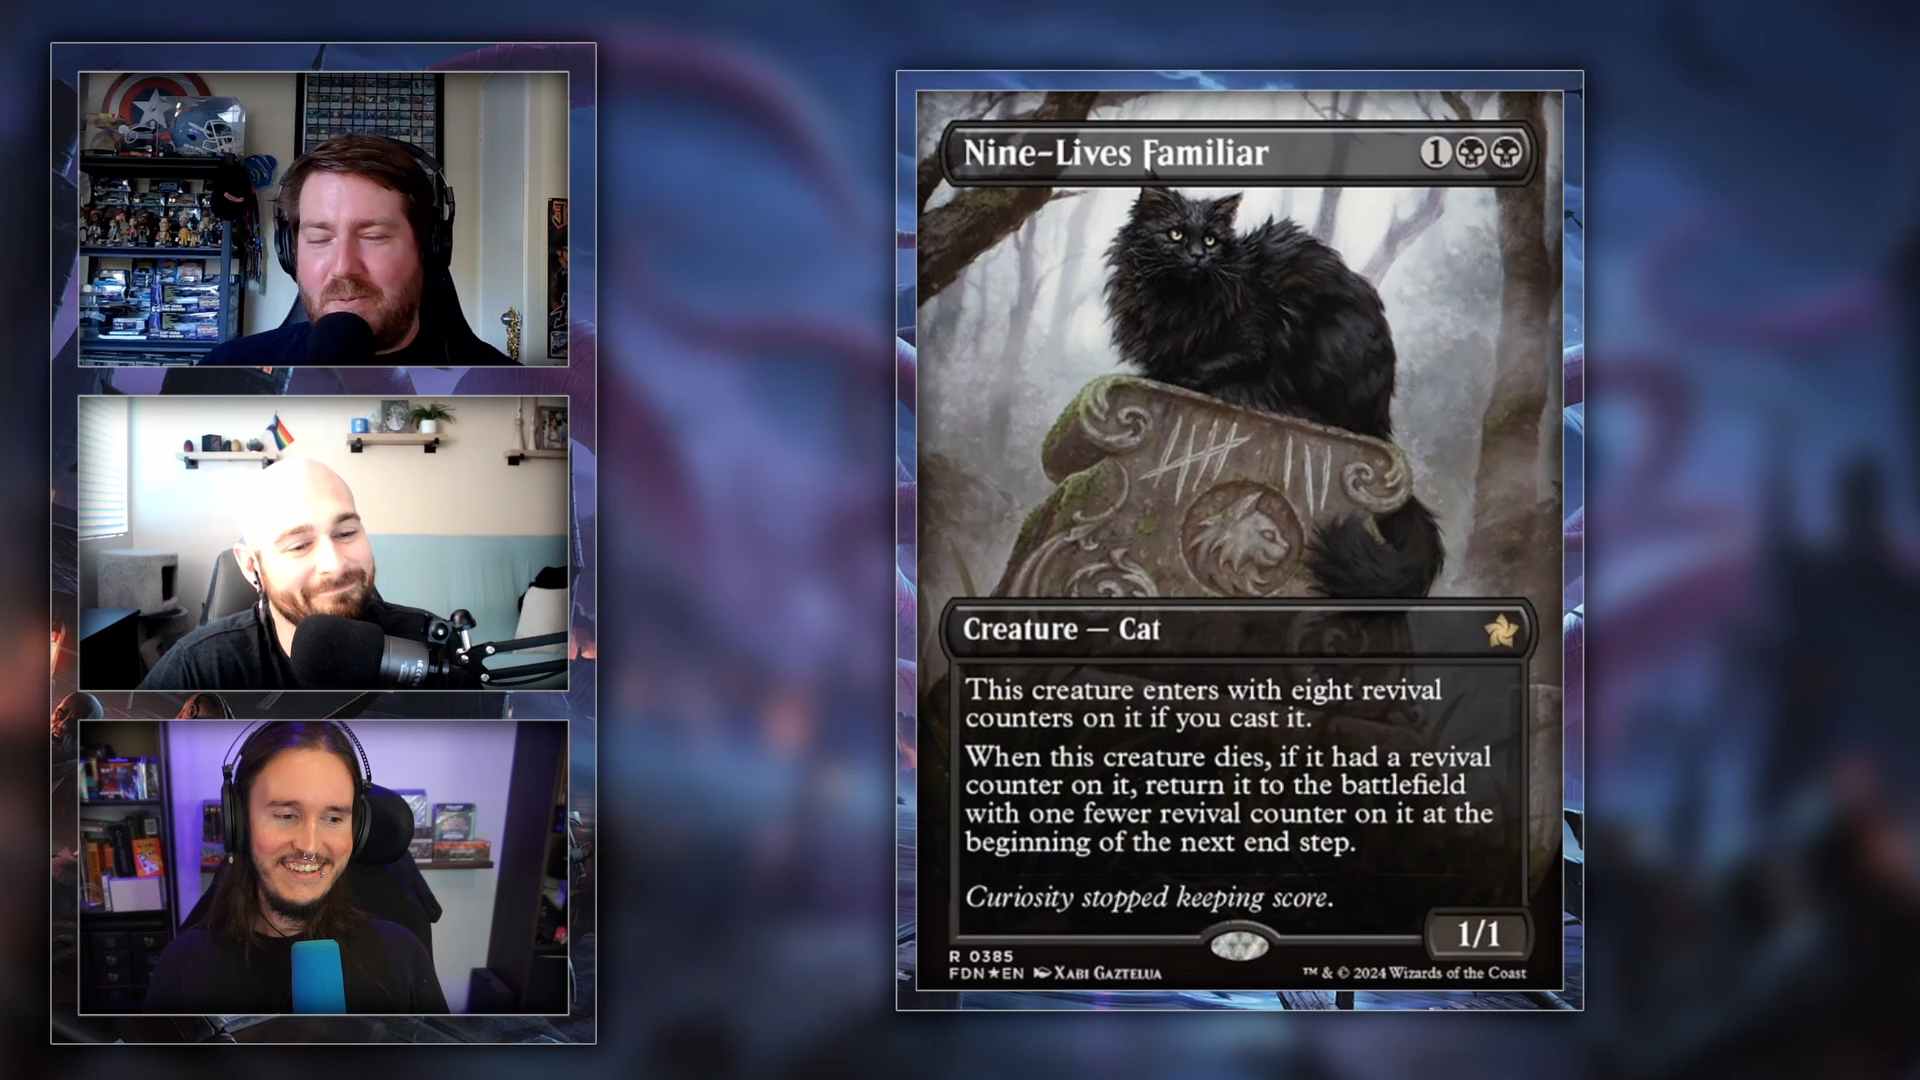 Nine-Lives Familiar 1
Creature — Cat
This creature enters with eight revival
counters on it if you cast it.
When this creature dies, if it had a revival
counter on it, return it to the battlefield
with one fewer revival counter on it at the
beginning of the next end step.
Curiosity stopped keeping score.
1/1
R 0385
FDN★EN XABI GAZTELUA
™ & © 2024 Wizards of the Coast